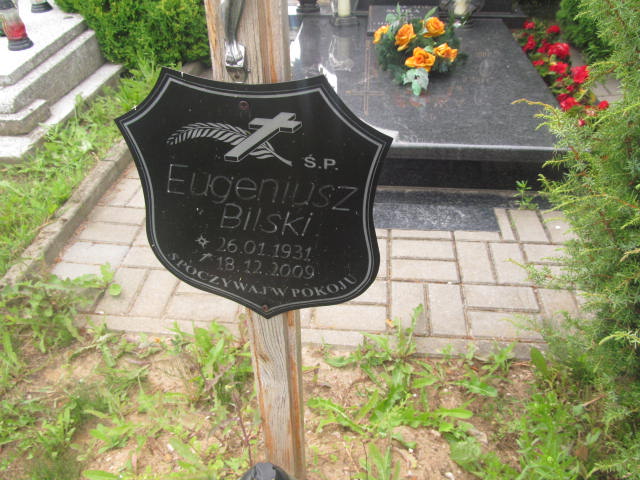 Ś.P.
Eugeniusz
Bilski
26.01.1931
18.12.2009
SPOCZYWAJ W POKOJU